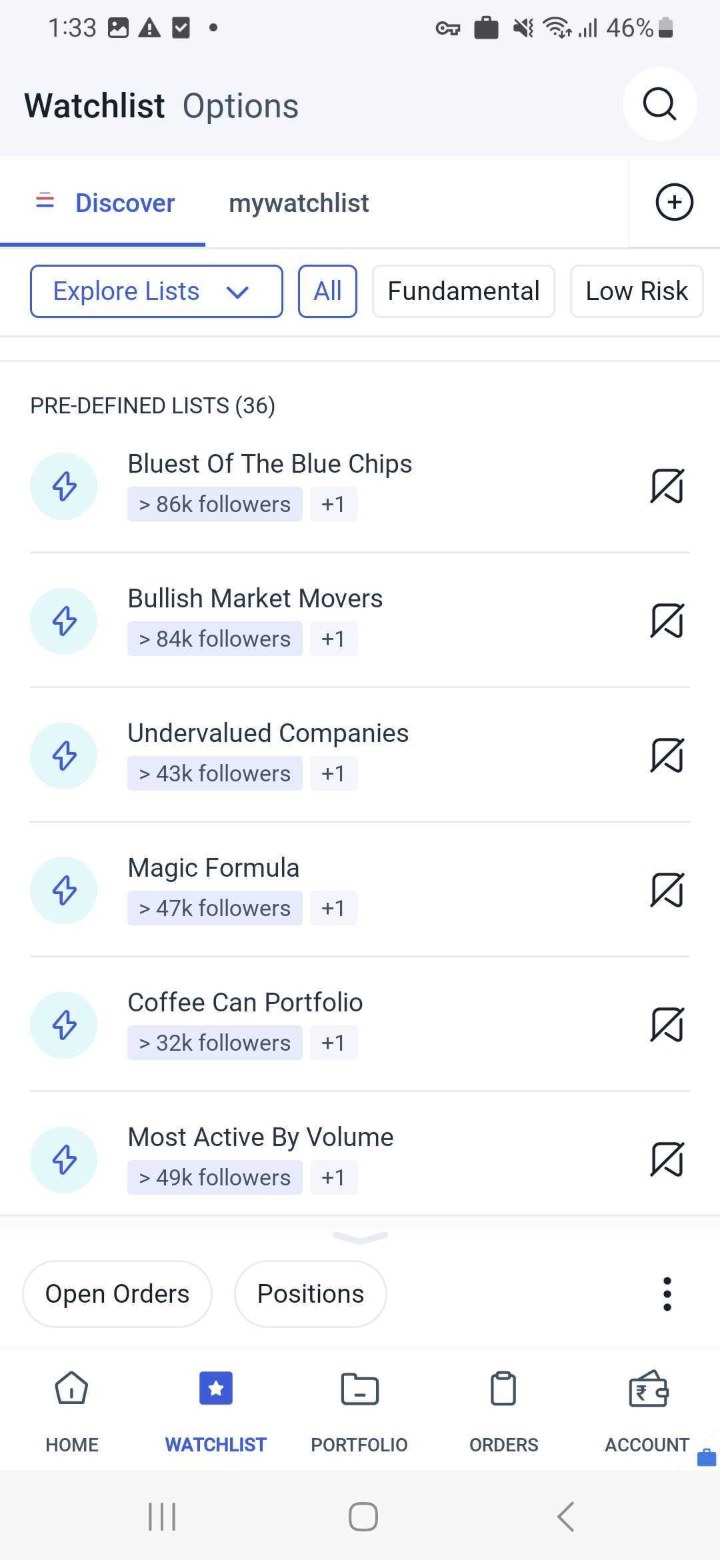 1:33 46%
Watchlist Options
Discover mywatchlist
Explore Lists All Fundamental Low Risk
PRE-DEFINED LISTS (36)
Bluest Of The Blue Chips
> 86k followers +1
Bullish Market Movers
> 84k followers +1
Undervalued Companies
> 43k followers +1
Magic Formula
> 47k followers +1
Coffee Can Portfolio
> 32k followers +1
Most Active By Volume
> 49k followers +1
Open Orders Positions
HOME WATCHLIST PORTFOLIO ORDERS ACCOUNT